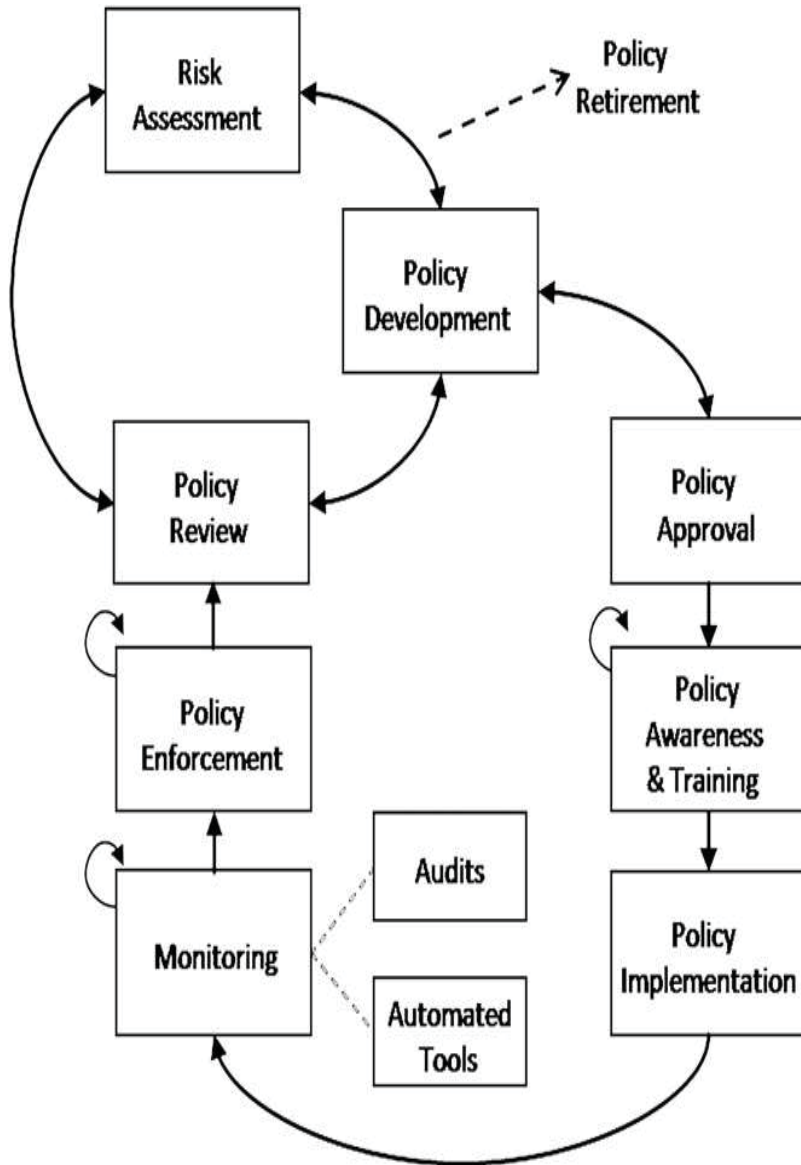 Risk
Assessment
Policy
Retirement
Policy
Development
Policy
Review
Policy
Approval
Policy
Enforcement
Policy
Awareness
& Training
Monitoring
Audits
Automated
Tools
Policy
Implementation